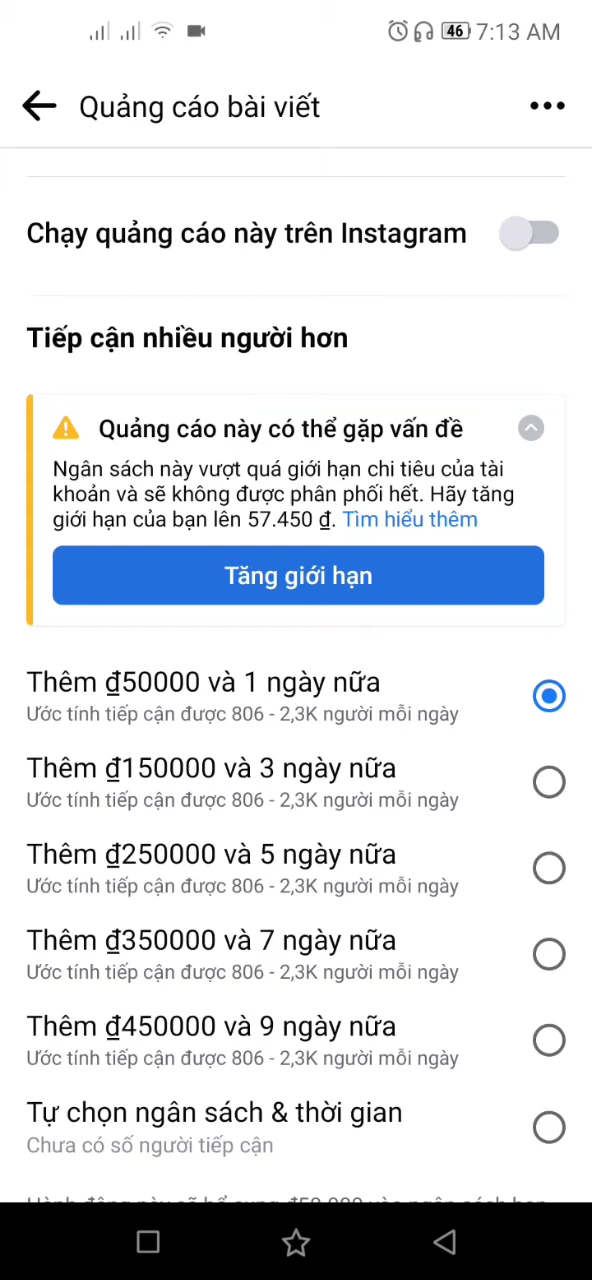 46 7:13 AM
Quảng cáo bài viết
Chạy quảng cáo này trên Instagram
Tiếp cận nhiều người hơn
Quảng cáo này có thể gặp vấn đề
Ngân sách này vượt quá giới hạn chi tiêu của tài
khoản và sẽ không được phân phối hết. Hãy tăng
giới hạn của bạn lên 57.450 ₫. Tìm hiểu thêm
Tăng giới hạn
Thêm ₫50000 và 1 ngày nữa
Ước tính tiếp cận được 806 - 2,3K người mỗi ngày
Thêm ₫150000 và 3 ngày nữa
Ước tính tiếp cận được 806 - 2,3K người mỗi ngày
Thêm ₫250000 và 5 ngày nữa
Ước tính tiếp cận được 806 - 2,3K người mỗi ngày
Thêm ₫350000 và 7 ngày nữa
Ước tính tiếp cận được 806 - 2,3K người mỗi ngày
Thêm ₫450000 và 9 ngày nữa
Ước tính tiếp cận được 806 - 2,3K người mỗi ngày
Tự chọn ngân sách & thời gian
Chưa có số người tiếp cận